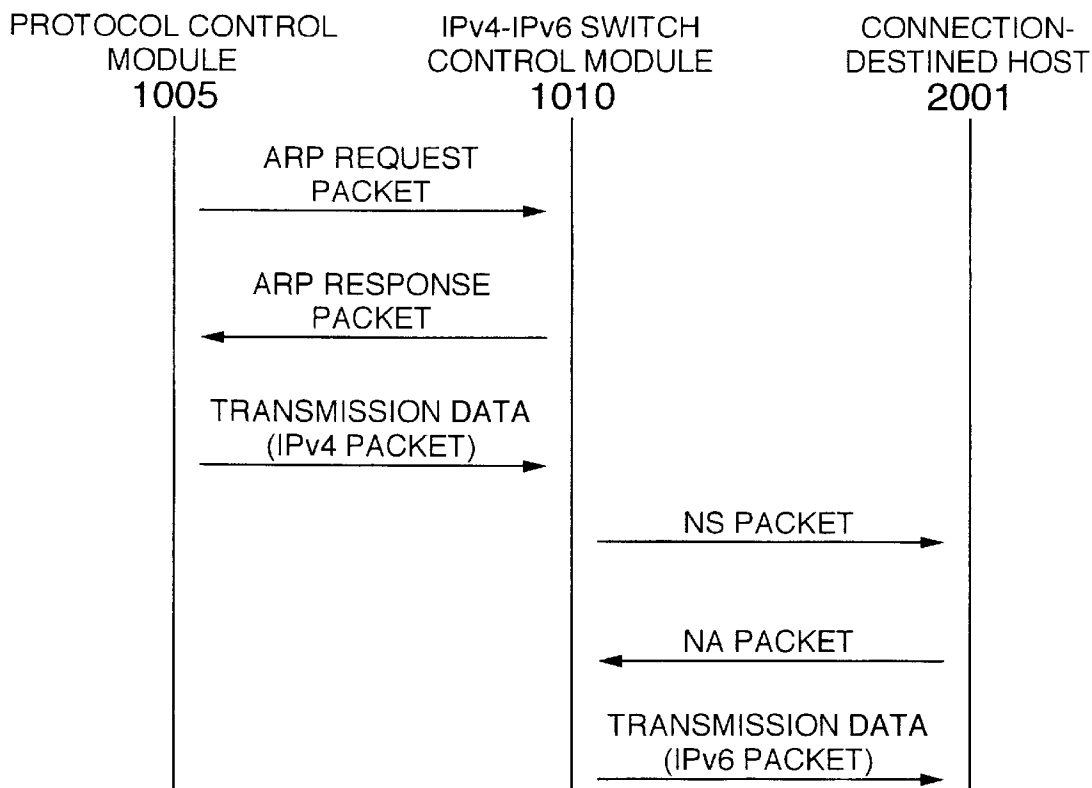 PROTOCOL CONTROL
MODULE
1005
IPv4-IPv6 SWITCH
CONTROL MODULE
1010
CONNECTION-
DESTINED HOST
2001
ARP REQUEST
PACKET
ARP RESPONSE
PACKET
TRANSMISSION DATA
(IPv4 PACKET)
NS PACKET
NA PACKET
TRANSMISSION DATA
(IPv6 PACKET)